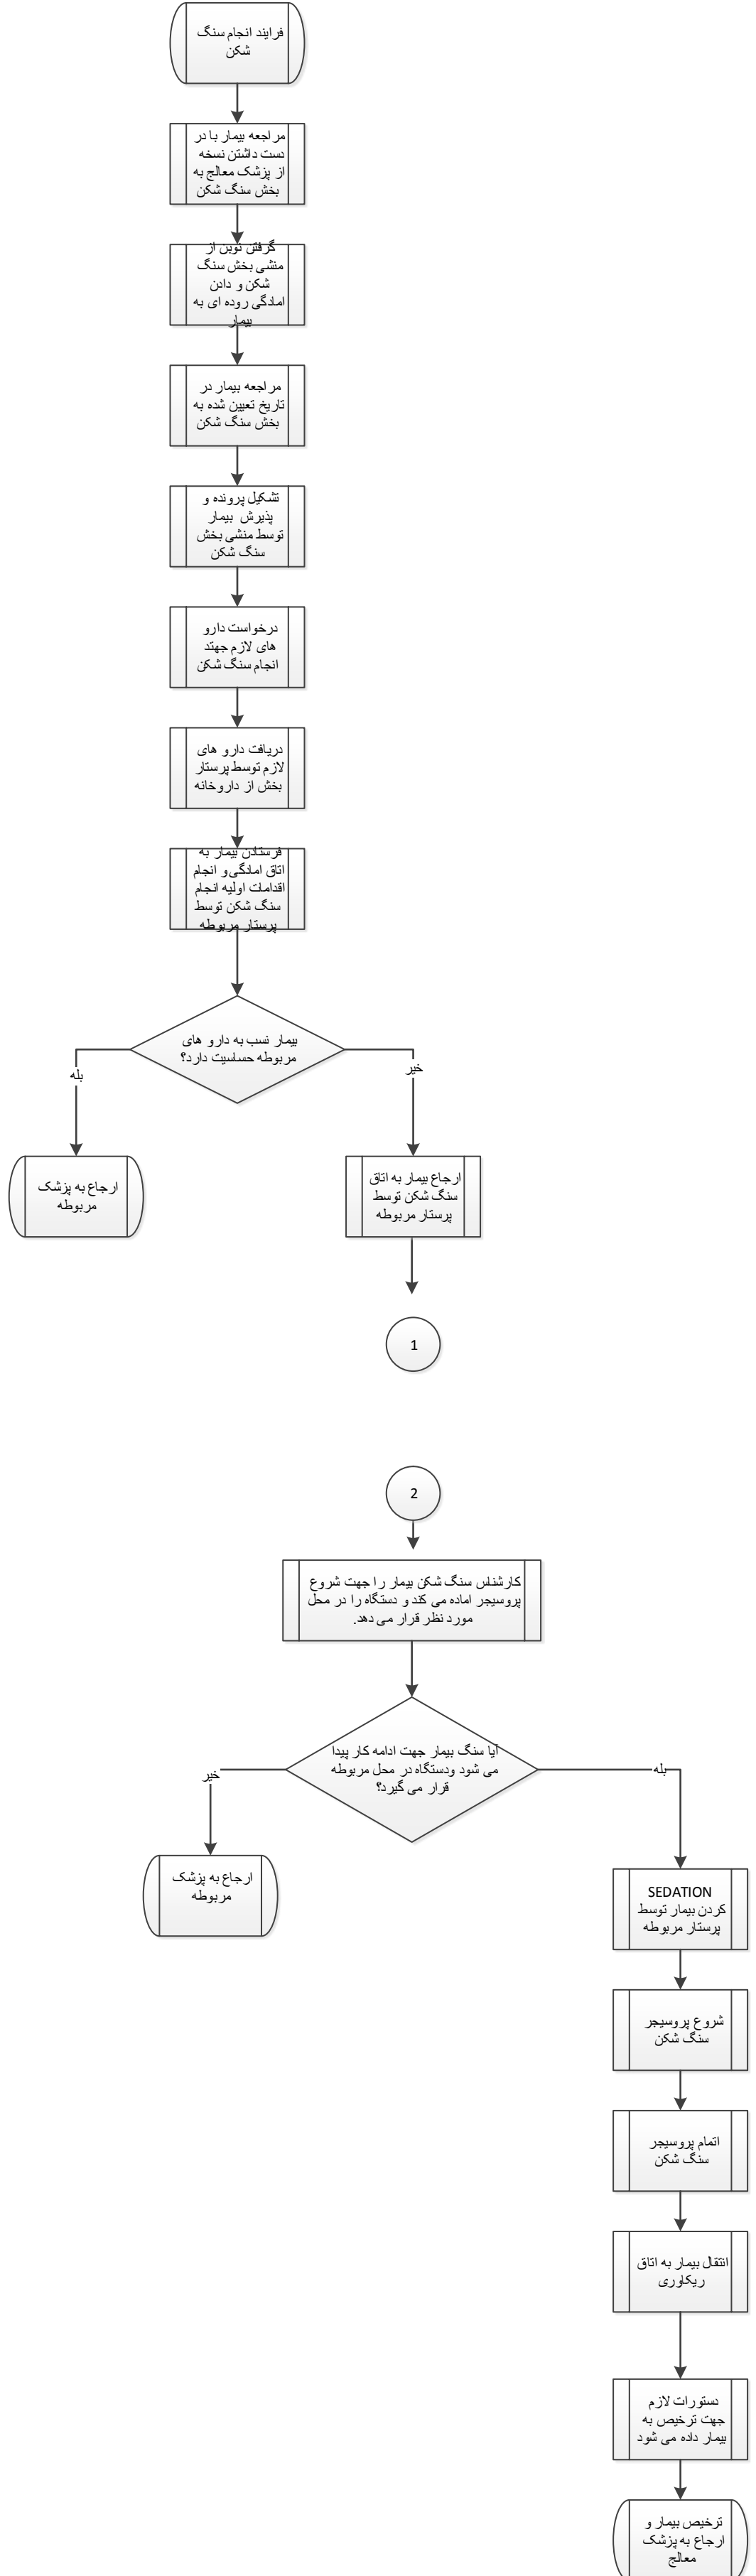 فرایند انجام سنگ
شکن
مراجعه بیمار با در
دست داشتن نسخه
از پزشک معالج به
بخش سنگ شکن
گرفتن نوبن از
منشی بخش سنگ
شکن و دادن
امادگی روده ای به
بیمار
مراجعه بیمار در
تاریخ تعیین شده به
بخش سنگ شکن
تشکیل پرونده و
پذیرش بیمار
توسط منشی بخش
سنگ شکن
درخواست دارو
های لازم جهتد
انجام سنگ شکن
دریافت دارو های
لازم توسط پرستار
بخش از داروخانه
فرستادن بیمار به
اتاق امادگی و انجام
اقدامات اولیه انجام
سنگ شکن توسط
پرستار مربوطه
بیمار نسب به دارو های
مربوطه حساسیت دارد؟
خیر
بله
ارجاع بیمار به اتاق
سنگ شکن توسط
پرستار مربوطه
ارجاع به پزشک
مربوطه
1
2
کارشناس سنگ شکن بیمار را جهت شروع
پروسیجر اماده می کند و دستگاه را در محل
مورد نظر قرار می دهد.
آیا سنگ بیمار جهت ادامه کار پیدا
می شود ودستگاه در محل مربوطه
قرار می گیرد؟
بله
خیر
ارجاع به پزشک
مربوطه
SEDATION
کردن بیمار توسط
پرستار مربوطه
شروع پروسیجر
سنگ شکن
اتمام پروسیجر
سنگ شکن
انتقال بیمار به اتاق
ریکاوری
دستورات لازم
جهت ترخیص به
بیمار داده می شود
ترخیص بیمار و
ارجاع به پزشک
معالج